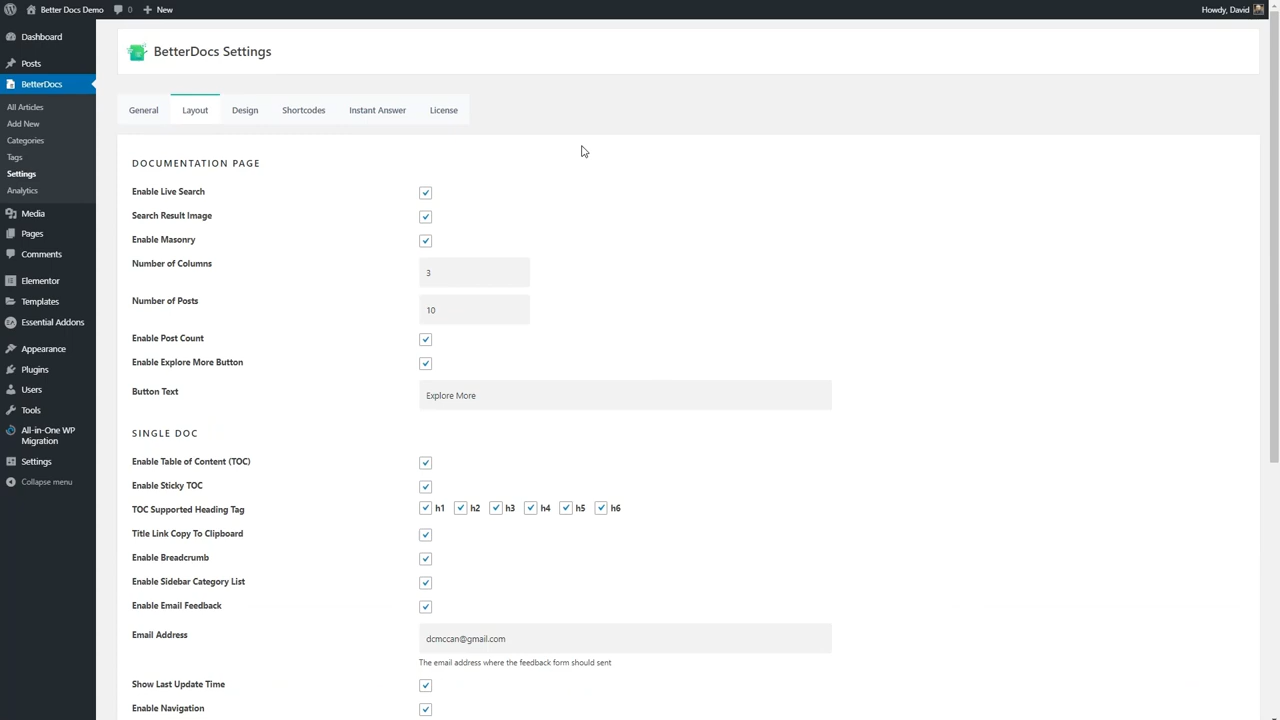 Better Docs Demo 0 New Howdy, David
Dashboard
Posts
BetterDocs
All Articles
Add New
Categories
Tags
Settings
Analytics
Media
Pages
Comments
Elementor
Templates
Essential Addons
Appearance
Plugins
Users
Tools
All-in-One WP
Migration
Settings
Collapse menu
BetterDocs Settings
General Layout Design Shortcodes Instant Answer License
DOCUMENTATION PAGE
Enable Live Search
Search Result Image
Enable Masonry
Number of Columns 3
Number of Posts 10
Enable Post Count
Enable Explore More Button
Button Text Explore More
SINGLE DOC
Enable Table of Content (TOC)
Enable Sticky TOC
TOC Supported Heading Tag h1 h2 h3 h4 h5 h6
Title Link Copy To Clipboard
Enable Breadcrumb
Enable Sidebar Category List
Enable Email Feedback
Email Address dcmccan@gmail.com
The email address where the feedback form should sent
Show Last Update Time
Enable Navigation